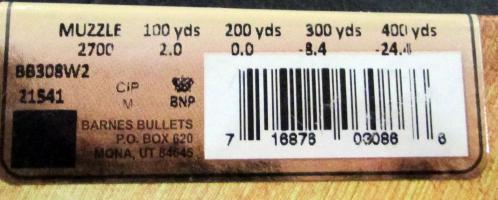 MUZZLE 100 yds 200 yds 300 yds 400 yds
2700 2.0 0.0 -8.4 -24.4
BB308W2
21541
CIP
M
BNP
BARNES BULLETS
P.O. BOX 620
MONA, UT 84645
7 16876 03086 6